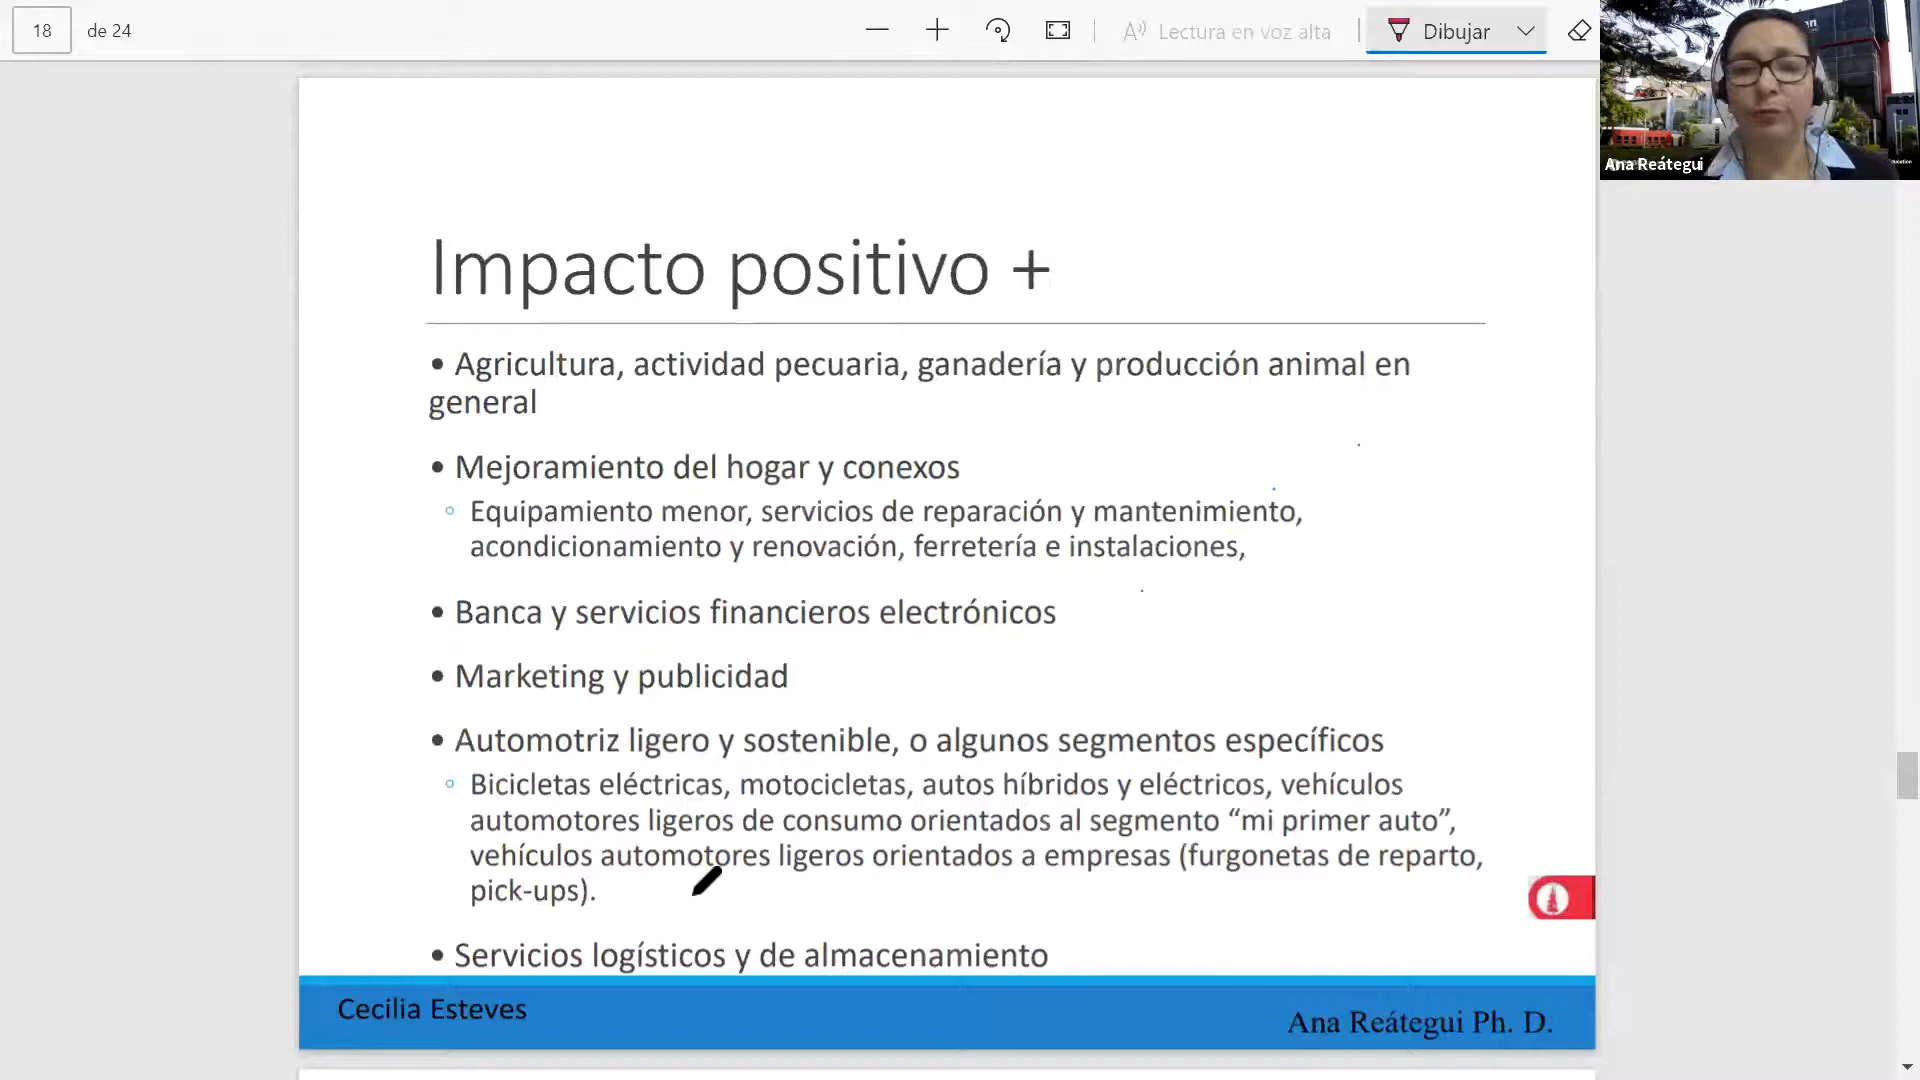 18 de 24
Lectura en voz alta
Dibujar
Ana Reátegui
Impacto positivo +
• Agricultura, actividad pecuaria, ganadería y producción animal en
general
• Mejoramiento del hogar y conexos
◦ Equipamiento menor, servicios de reparación y mantenimiento,
acondicionamiento y renovación, ferretería e instalaciones,
• Banca y servicios financieros electrónicos
• Marketing y publicidad
• Automotriz ligero y sostenible, o algunos segmentos específicos
◦ Bicicletas eléctricas, motocicletas, autos híbridos y eléctricos, vehículos
automotores ligeros de consumo orientados al segmento “mi primer auto”,
vehículos automotores ligeros orientados a empresas (furgonetas de reparto,
pick-ups).
• Servicios logísticos y de almacenamiento
Cecilia Esteves
Ana Reátegui Ph. D.